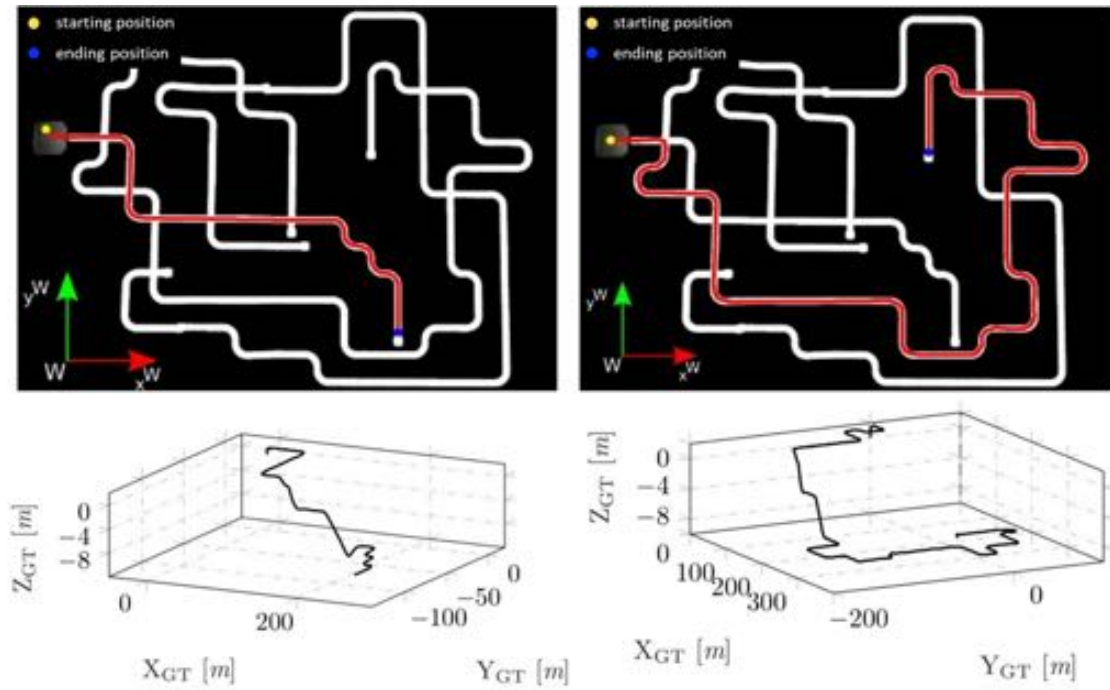 starting position
ending position
y^W
W
x^W
starting position
ending position
y^W
W
x^W
Z_GT [m]
0
−4
−8
0
200
−100
−50
0
X_GT [m]
Y_GT [m]
Z_GT [m]
0
−4
−8
0
100
200
300
−200
0
X_GT [m]
Y_GT [m]